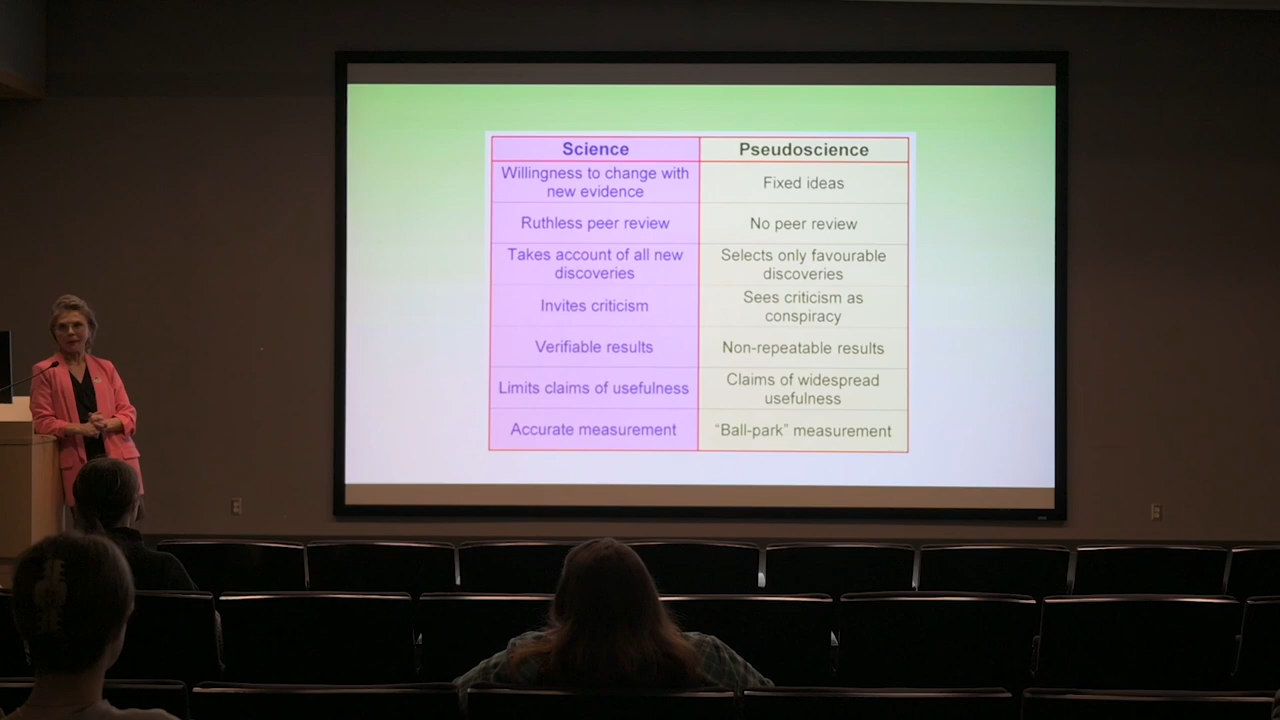 Science
Pseudoscience
Willingness to change with
new evidence
Fixed ideas
Ruthless peer review
No peer review
Takes account of all new
discoveries
Selects only favourable
discoveries
Invites criticism
Sees criticism as
conspiracy
Verifiable results
Non-repeatable results
Limits claims of usefulness
Claims of widespread
usefulness
Accurate measurement
“Ball-park” measurement